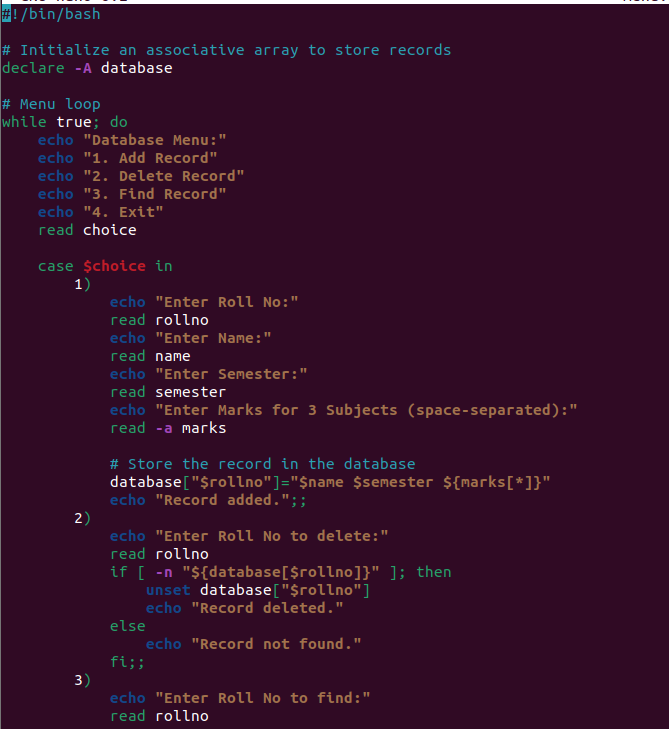 #!/bin/bash

# Initialize an associative array to store records
declare -A database

# Menu loop
while true; do
    echo "Database Menu:"
    echo "1. Add Record"
    echo "2. Delete Record"
    echo "3. Find Record"
    echo "4. Exit"
    read choice

    case $choice in
        1)
            echo "Enter Roll No:"
            read rollno
            echo "Enter Name:"
            read name
            echo "Enter Semester:"
            read semester
            echo "Enter Marks for 3 Subjects (space-separated):"
            read -a marks

            # Store the record in the database
            database["$rollno"]="$name $semester ${marks[*]}"
            echo "Record added.";;
        2)
            echo "Enter Roll No to delete:"
            read rollno
            if [ -n "${database[$rollno]}" ]; then
                unset database["$rollno"]
                echo "Record deleted."
            else
                echo "Record not found."
            fi;;
        3)
            echo "Enter Roll No to find:"
            read rollno